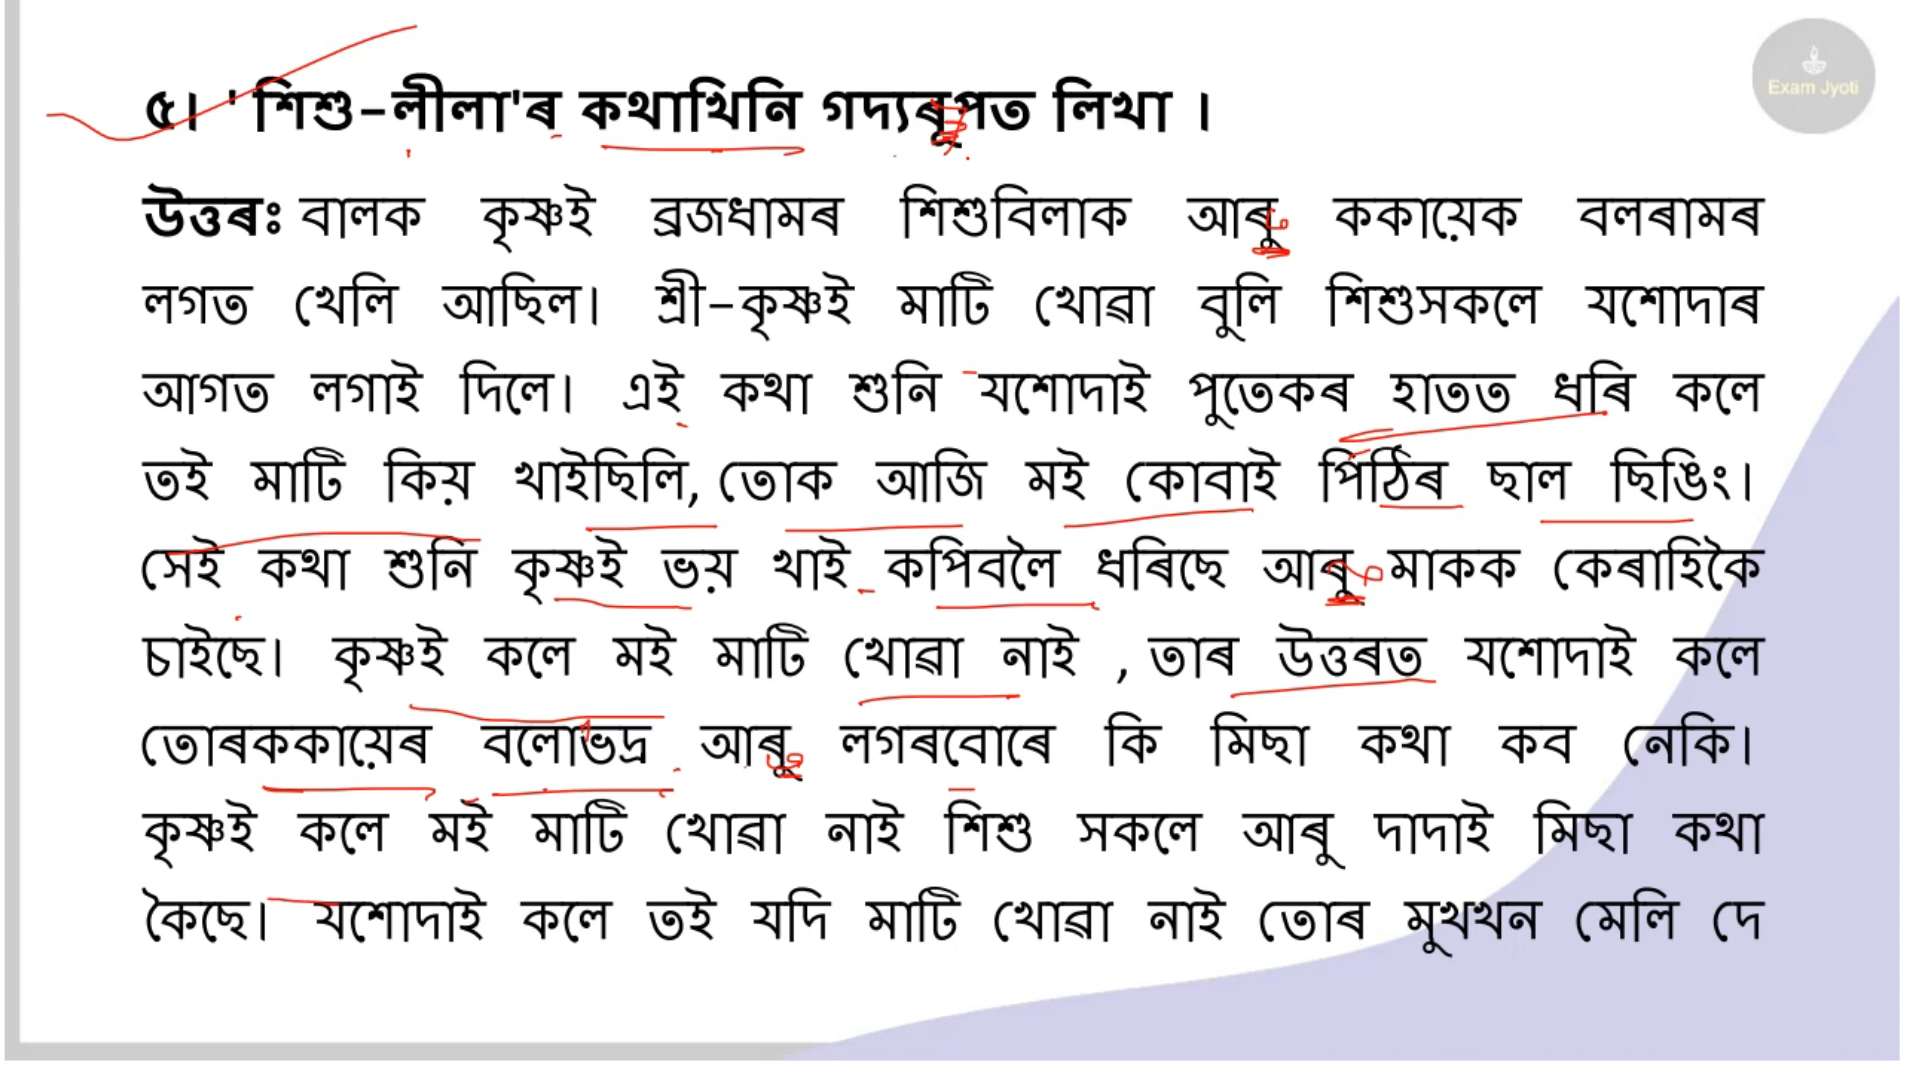 Exam Jyoti
৫। ' শিশু-লীলা'ৰ কথাখিনি গদ্যৰূপত লিখা ।
উত্তৰঃ বালক কৃষ্ণই ব্ৰজধামৰ শিশুবিলাক আৰু ককায়েক বলৰামৰ
লগত খেলি আছিল। শ্ৰী-কৃষ্ণই মাটি খোৱা বুলি শিশুসকলে যশোদাৰ
আগত লগাই দিলে। এই কথা শুনি যশোদাই পুতেকৰ হাতত ধৰি কলে
তই মাটি কিয় খাইছিলি, তোক আজি মই কোবাই পিঠিৰ ছাল ছিঙিং।
সেই কথা শুনি কৃষ্ণই ভয় খাই কপিবলৈ ধৰিছে আৰু মাকক কেৰাহিকৈ
চাইছে। কৃষ্ণই কলে মই মাটি খোৱা নাই , তাৰ উত্তৰত যশোদাই কলে
তোৰককায়েৰ বলোভদ্ৰ আৰু লগৰবোৰে কি মিছা কথা কব নেকি।
কৃষ্ণই কলে মই মাটি খোৱা নাই শিশু সকলে আৰু দাদাই মিছা কথা
কৈছে। যশোদাই কলে তই যদি মাটি খোৱা নাই তোৰ মুখখন মেলি দে